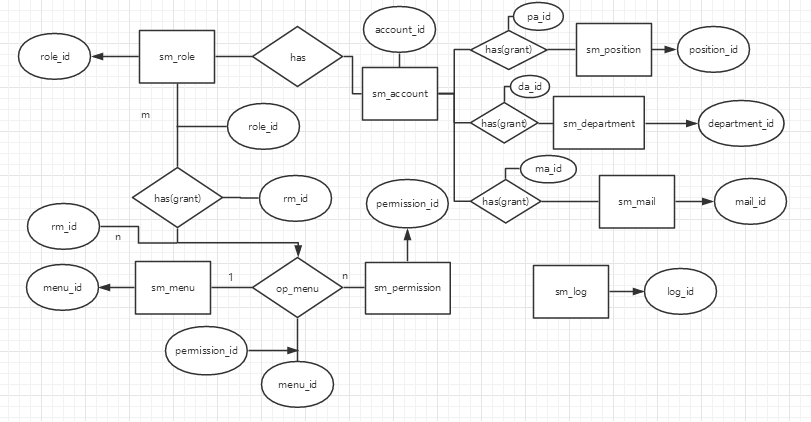 pa_id
account_id
role_id
sm_role
has
has(grant)
sm_position
position_id
sm_account
da_id
m
role_id
has(grant)
sm_department
department_id
ma_id
has(grant)
rm_id
permission_id
has(grant)
sm_mail
mail_id
rm_id
n
menu_id
sm_menu
1
op_menu
n
sm_permission
sm_log
log_id
permission_id
menu_id